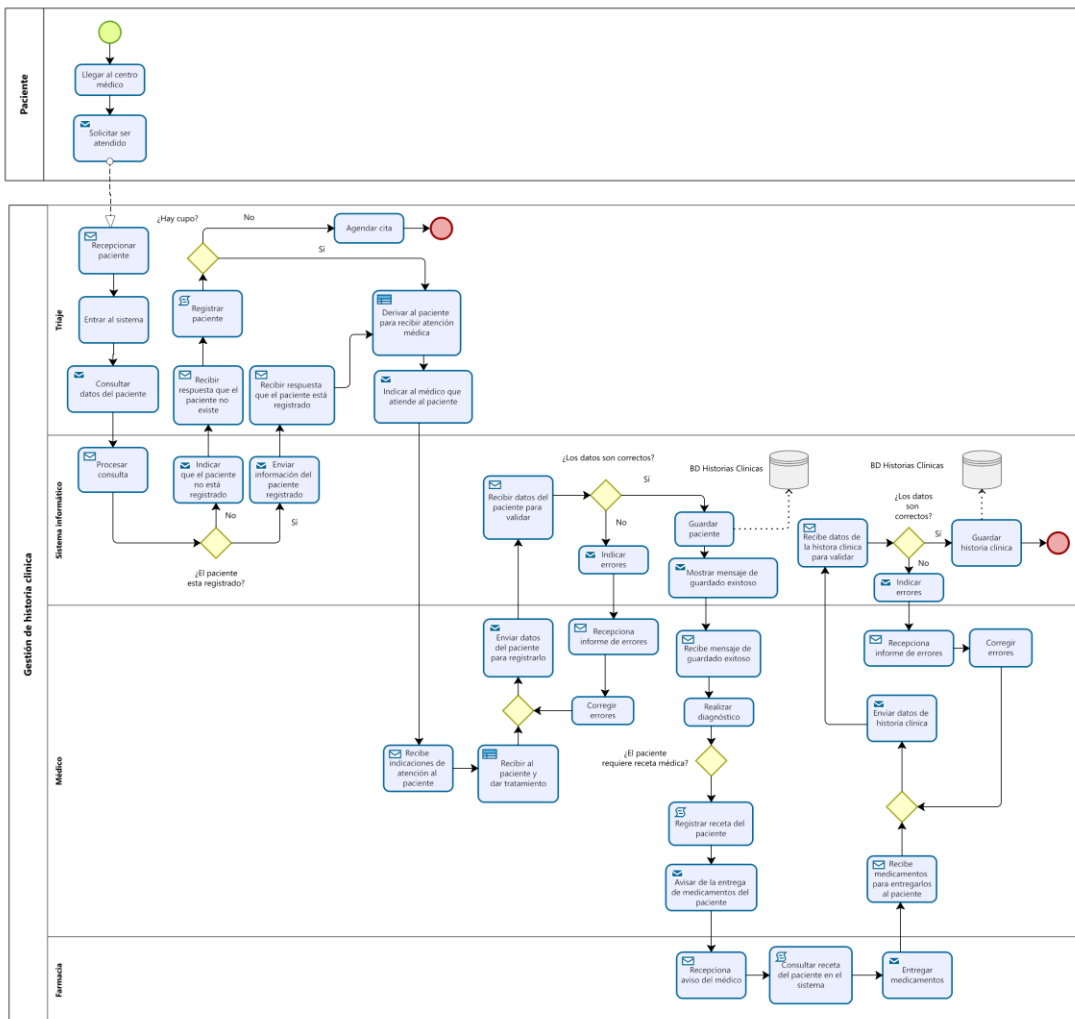 Paciente
Llegar al centro
médico
Solicitar ser
atendido
Gestión de historia clinica
Triaje
Recepcionar
paciente
Entrar al sistema
Consultar
datos del paciente
¿Hay cupo?
No
Sí
Agendar cita
Registrar
paciente
Recibir
respuesta que el
paciente no
existe
Recibir respuesta
que el paciente está
registrado
Derivar al paciente
para recibir atención
médica
Indicar al médico que
atiende al paciente
Sistema informático
Procesar
consulta
Indicar
que el paciente
no está
registrado
Enviar
información del
paciente
registrado
No
Sí
¿El paciente
esta registrado?
Recibir datos del
paciente para
validar
¿Los datos son correctos?
Sí
No
Indicar
errores
BD Historias Clínicas
Guardar
paciente
Mostrar mensaje de
guardado existoso
Recibe datos de
la histora clinica
para validar
¿Los datos
son
correctos?
Sí
No
BD Historias Clínicas
Guardar
historia clinica
Indicar
errores
Médico
Recibe
indicaciones de
atención al
paciente
Recibir al
paciente y
dar tratamiento
Enviar datos
del paciente
para registrarlo
Recepciona
informe de errores
Corregir
errores
Recibe mensaje de
guardado exitoso
Realizar
diagnóstico
¿El paciente
requiere receta médica?
Registrar receta del
paciente
Avisar de la entrega
de medicamentos del
paciente
Recepciona
informe de errores
Corregir
errores
Enviar datos de
historia clínica
Recibe
medicamentos
para entregarlos
al paciente
Farmacia
Recepciona
aviso del médico
Consultar receta
del paciente en el
sistema
Entregar
medicamentos